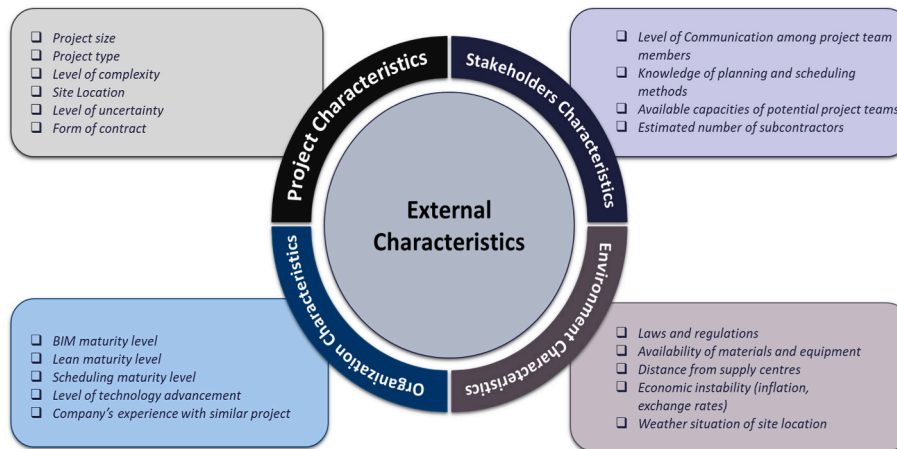 ❑ Project size
❑ Project type
❑ Level of complexity
❑ Site Location
❑ Level of uncertainty
❑ Form of contract
Project Characteristics
Stakeholders Characteristics
❑ Level of Communication among project team
members
❑ Knowledge of planning and scheduling
methods
❑ Available capacities of potential project teams
❑ Estimated number of subcontractors
External
Characteristics
Organization Characteristics
Environment Characteristics
❑ BIM maturity level
❑ Lean maturity level
❑ Scheduling maturity level
❑ Level of technology advancement
❑ Company’s experience with similar project
❑ Laws and regulations
❑ Availability of materials and equipment
❑ Distance from supply centres
❑ Economic instability (inflation,
exchange rates)
❑ Weather situation of site location